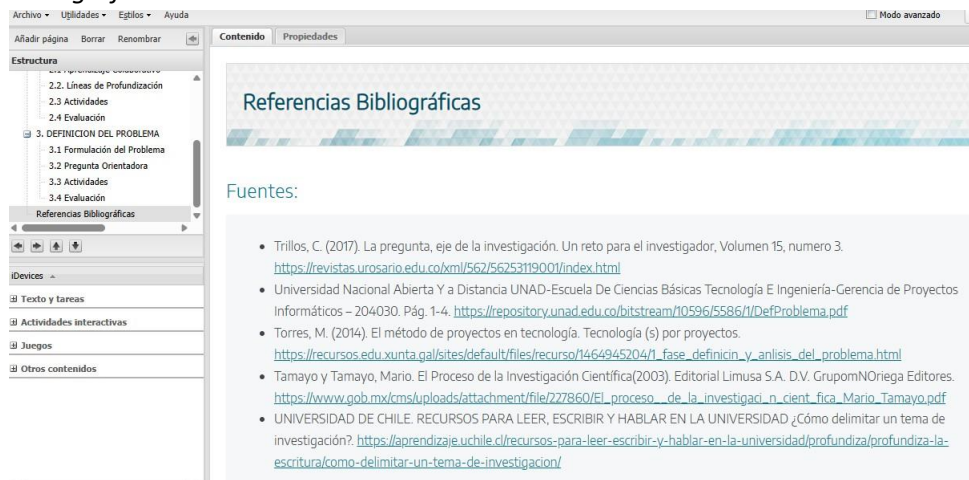 Archivo Utilidades Estilos Ayuda
Modo avanzado
Añadir página Borrar Renombrar
Contenido Propiedades
Estructura
2.1 Aprendizaje Colaborativo
2.2. Líneas de Profundización
2.3 Actividades
2.4 Evaluación
3. DEFINICION DEL PROBLEMA
3.1 Formulación del Problema
3.2 Pregunta Orientadora
3.3 Actividades
3.4 Evaluación
Referencias Bibliográficas
iDevices
Texto y tareas
Actividades interactivas
Juegos
Otros contenidos
Referencias Bibliográficas
Fuentes:
Trillos, C. (2017). La pregunta, eje de la investigación. Un reto para el investigador, Volumen 15, numero 3.
https://revistas.urosario.edu.co/xml/562/56253119001/index.html
Universidad Nacional Abierta Y a Distancia UNAD-Escuela De Ciencias Básicas Tecnología E Ingeniería-Gerencia de Proyectos
Informáticos – 204030. Pág. 1-4. https://repository.unad.edu.co/bitstream/10596/5586/1/DefProblema.pdf
Torres, M. (2014). El método de proyectos en tecnología. Tecnología (s) por proyectos.
https://recursos.edu.xunta.gal/sites/default/files/recurso/1464945204/1_fase_definicin_y_anlisis_del_problema.html
Tamayo y Tamayo, Mario. El Proceso de la Investigación Científica(2003). Editorial Limusa S.A. D.V. GrupomNOriega Editores.
https://www.gob.mx/cms/uploads/attachment/file/227860/El_proceso__de_la_investigaci_n_cient_fica_Mario_Tamayo.pdf
UNIVERSIDAD DE CHILE. RECURSOS PARA LEER, ESCRIBIR Y HABLAR EN LA UNIVERSIDAD ¿Cómo delimitar un tema de
investigación?. https://aprendizaje.uchile.cl/recursos-para-leer-escribir-y-hablar-en-la-universidad/profundiza/profundiza-la-
escritura/como-delimitar-un-tema-de-investigacion/